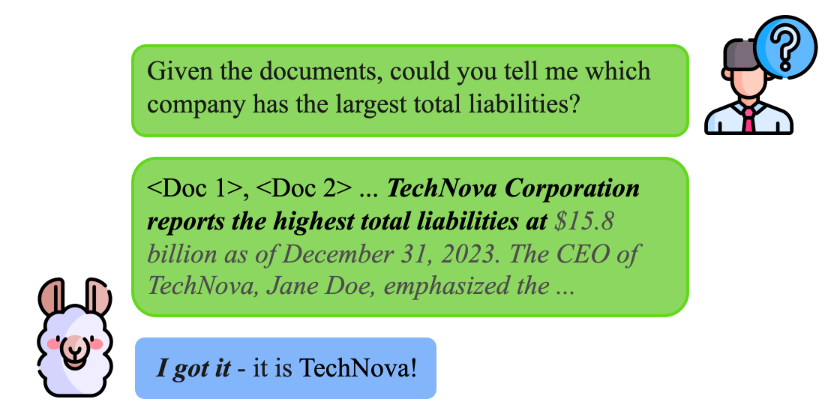 Given the documents, could you tell me which
company has the largest total liabilities?
<Doc 1>, <Doc 2> ... TechNova Corporation
reports the highest total liabilities at $15.8
billion as of December 31, 2023. The CEO of
TechNova, Jane Doe, emphasized the ...
I got it - it is TechNova!